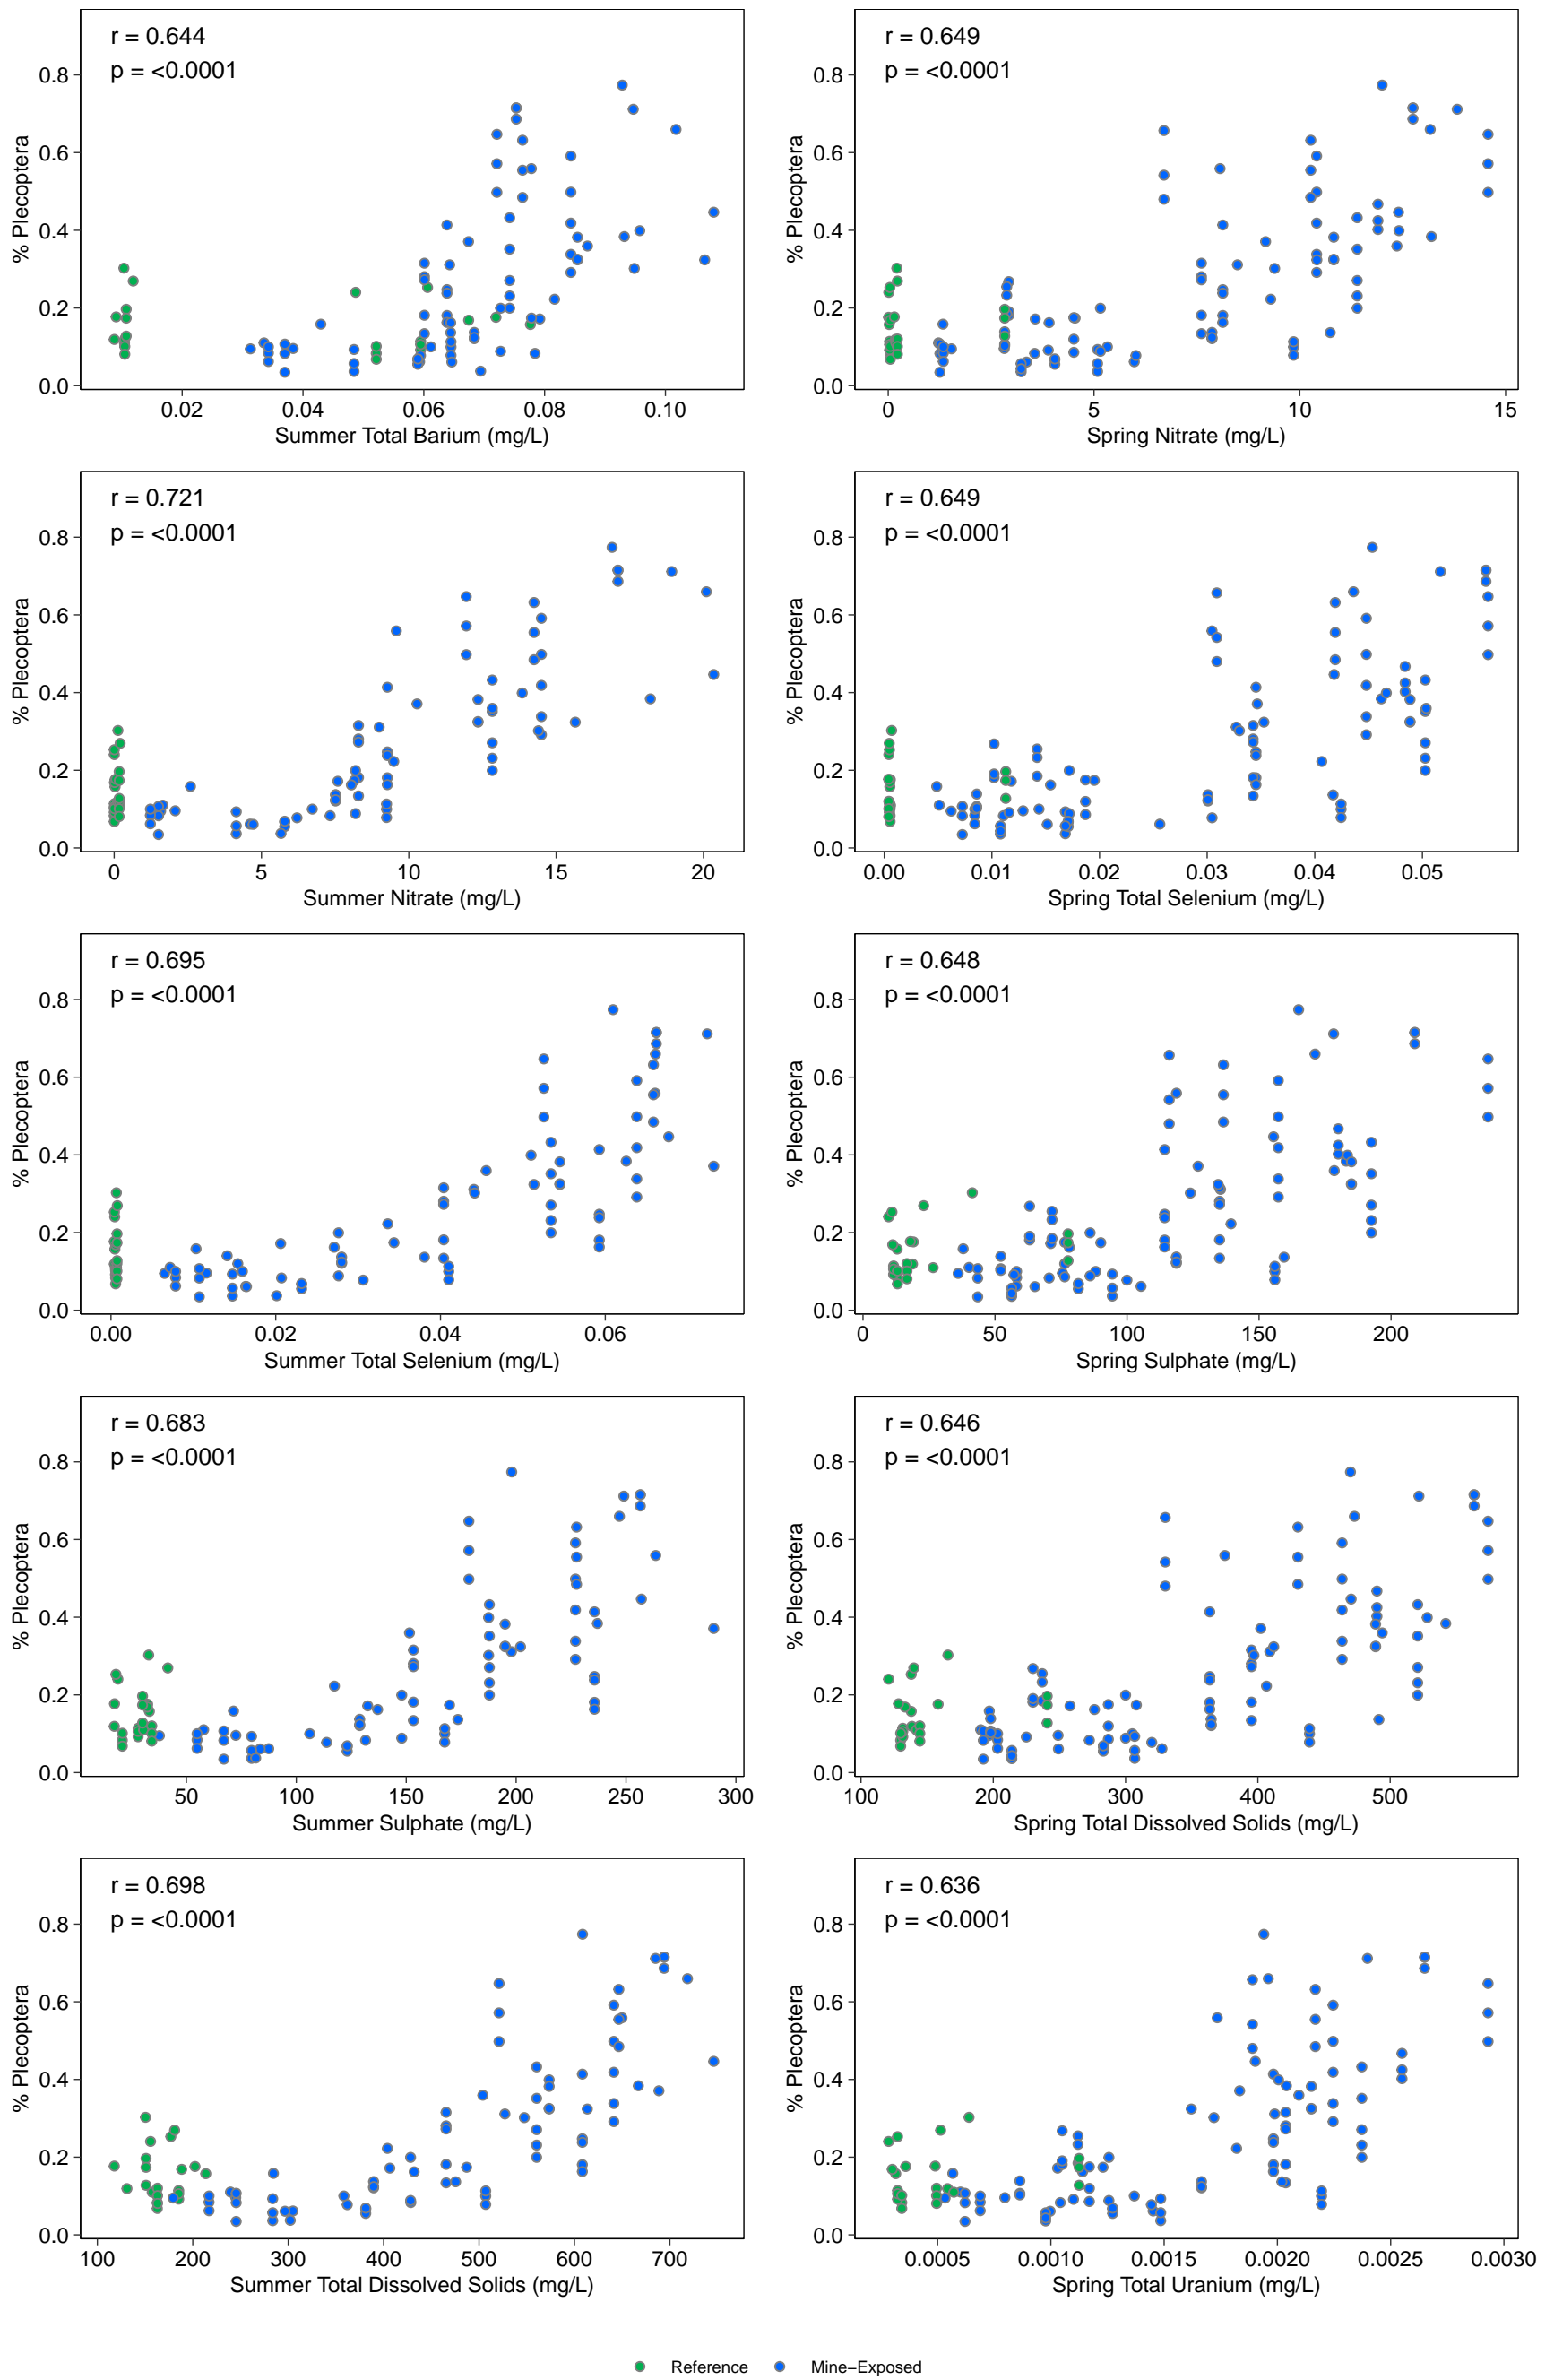 r = 0.644
p = <0.0001
% Plecoptera
0.8
0.6
0.4
0.2
0.0
0.02 0.04 0.06 0.08 0.10
Summer Total Barium (mg/L)
r = 0.649
p = <0.0001
% Plecoptera
0.8
0.6
0.4
0.2
0.0
0 5 10 15
Spring Nitrate (mg/L)
r = 0.721
p = <0.0001
% Plecoptera
0.8
0.6
0.4
0.2
0.0
0 5 10 15 20
Summer Nitrate (mg/L)
r = 0.649
p = <0.0001
% Plecoptera
0.8
0.6
0.4
0.2
0.0
0.00 0.01 0.02 0.03 0.04 0.05
Spring Total Selenium (mg/L)
r = 0.695
p = <0.0001
% Plecoptera
0.8
0.6
0.4
0.2
0.0
0.00 0.02 0.04 0.06
Summer Total Selenium (mg/L)
r = 0.648
p = <0.0001
% Plecoptera
0.8
0.6
0.4
0.2
0.0
0 50 100 150 200
Spring Sulphate (mg/L)
r = 0.683
p = <0.0001
% Plecoptera
0.8
0.6
0.4
0.2
0.0
50 100 150 200 250 300
Summer Sulphate (mg/L)
r = 0.646
p = <0.0001
% Plecoptera
0.8
0.6
0.4
0.2
0.0
100 200 300 400 500
Spring Total Dissolved Solids (mg/L)
r = 0.698
p = <0.0001
% Plecoptera
0.8
0.6
0.4
0.2
0.0
100 200 300 400 500 600 700
Summer Total Dissolved Solids (mg/L)
r = 0.636
p = <0.0001
% Plecoptera
0.8
0.6
0.4
0.2
0.0
0.0005 0.0010 0.0015 0.0020 0.0025 0.0030
Spring Total Uranium (mg/L)
Reference Mine−Exposed